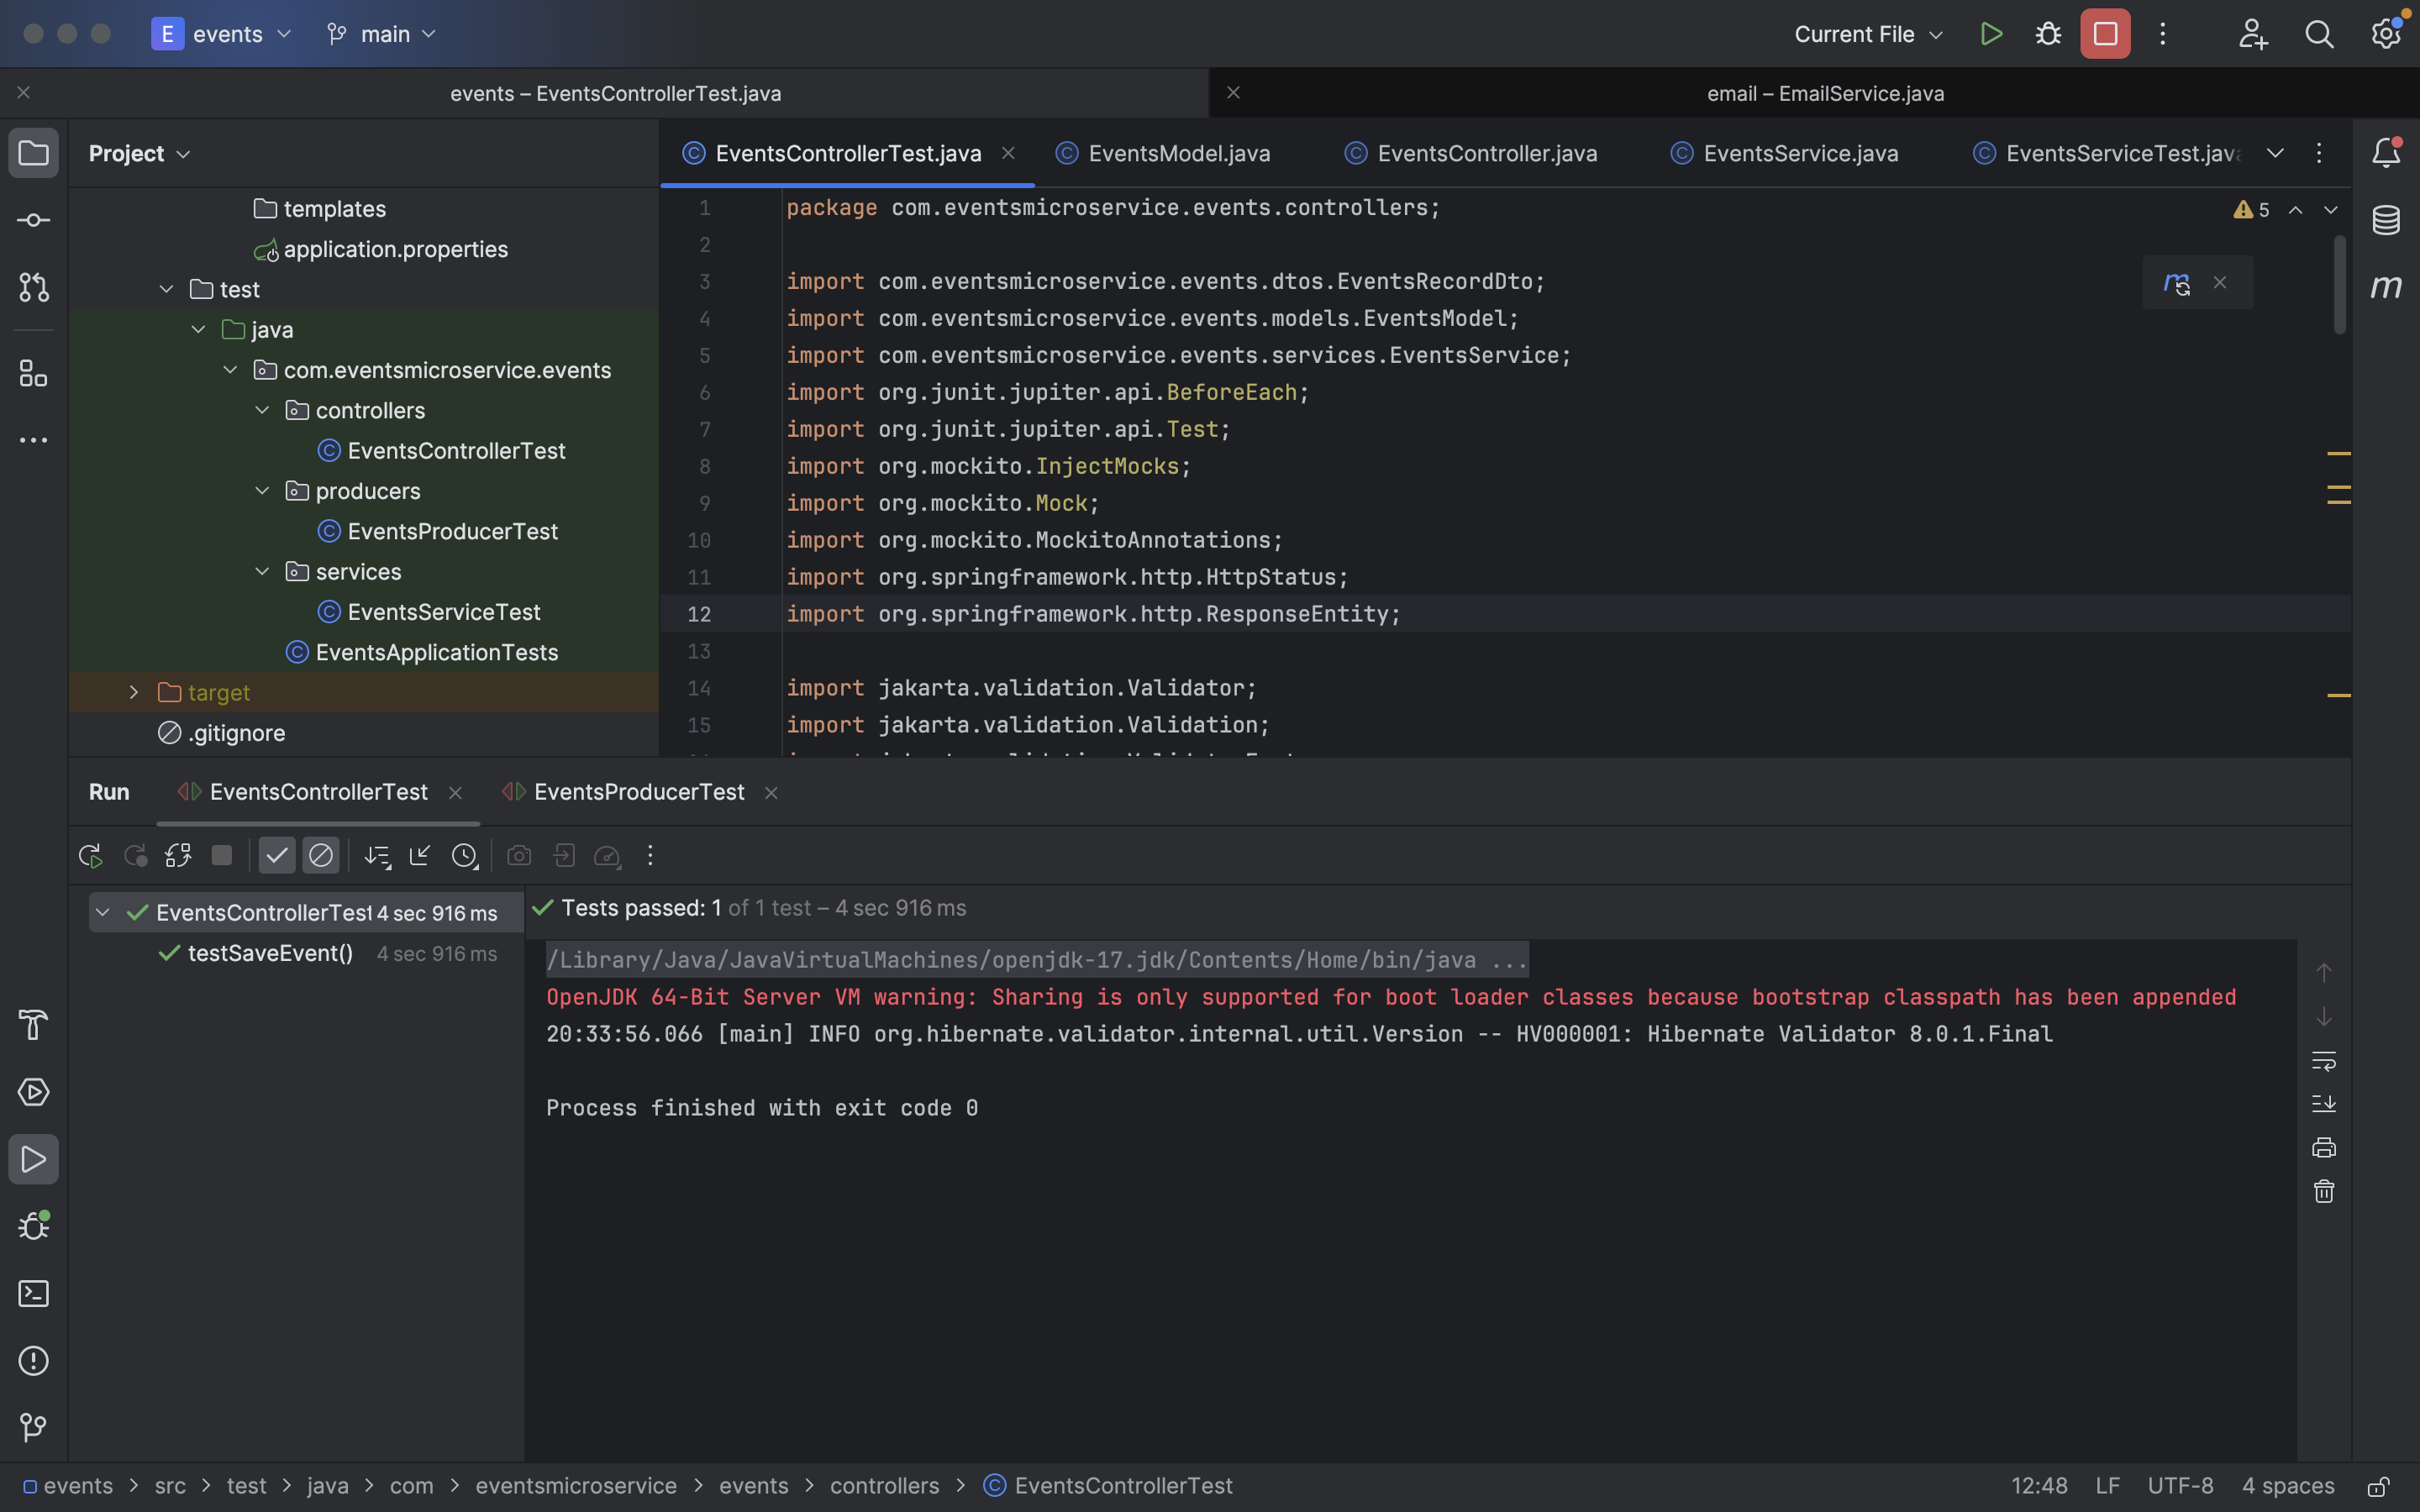 E events main Current File
events – EventsControllerTest.java
email – EmailService.java
Project
templates
application.properties
test
java
com.eventsmicroservice.events
controllers
EventsControllerTest
producers
EventsProducerTest
services
EventsServiceTest
EventsApplicationTests
target
.gitignore
EventsControllerTest.java EventsModel.java EventsController.java EventsService.java EventsServiceTest.jav
5
1 package com.eventsmicroservice.events.controllers;
2
3 import com.eventsmicroservice.events.dtos.EventsRecordDto;
4 import com.eventsmicroservice.events.models.EventsModel;
5 import com.eventsmicroservice.events.services.EventsService;
6 import org.junit.jupiter.api.BeforeEach;
7 import org.junit.jupiter.api.Test;
8 import org.mockito.InjectMocks;
9 import org.mockito.Mock;
10 import org.mockito.MockitoAnnotations;
11 import org.springframework.http.HttpStatus;
12 import org.springframework.http.ResponseEntity;
13
14 import jakarta.validation.Validator;
15 import jakarta.validation.Validation;
m
m
Run EventsControllerTest EventsProducerTest
EventsControllerTest 4 sec 916 ms
testSaveEvent() 4 sec 916 ms
Tests passed: 1 of 1 test – 4 sec 916 ms
/Library/Java/JavaVirtualMachines/openjdk-17.jdk/Contents/Home/bin/java ...
OpenJDK 64-Bit Server VM warning: Sharing is only supported for boot loader classes because bootstrap classpath has been appended
20:33:56.066 [main] INFO org.hibernate.validator.internal.util.Version -- HV000001: Hibernate Validator 8.0.1.Final
Process finished with exit code 0
events > src > test > java > com > eventsmicroservice > events > controllers > EventsControllerTest
12:48 LF UTF-8 4 spaces